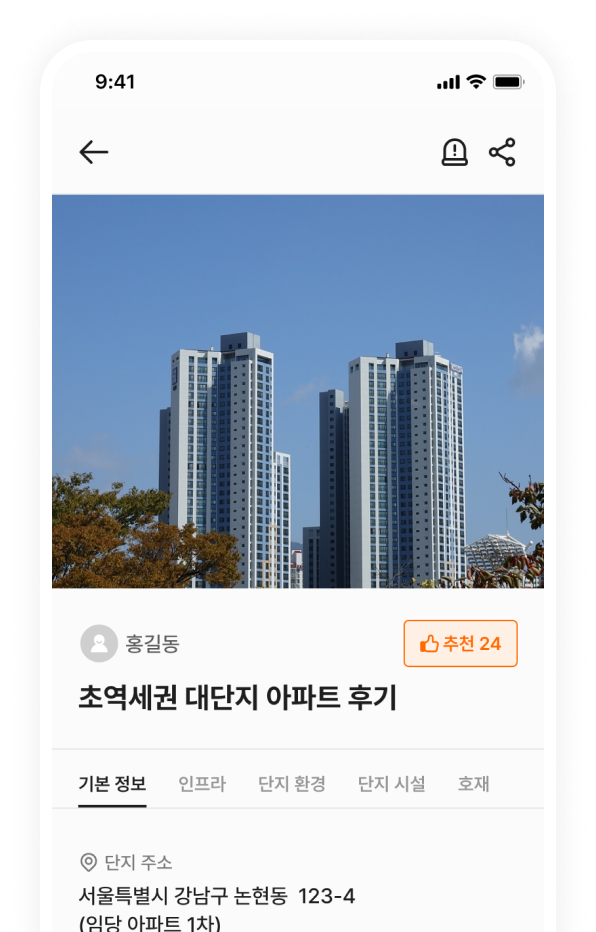 9:41
홍길동
추천 24
초역세권 대단지 아파트 후기
기본 정보 인프라 단지 환경 단지 시설 호재
단지 주소
서울특별시 강남구 논현동 123-4
(임당 아파트 1차)